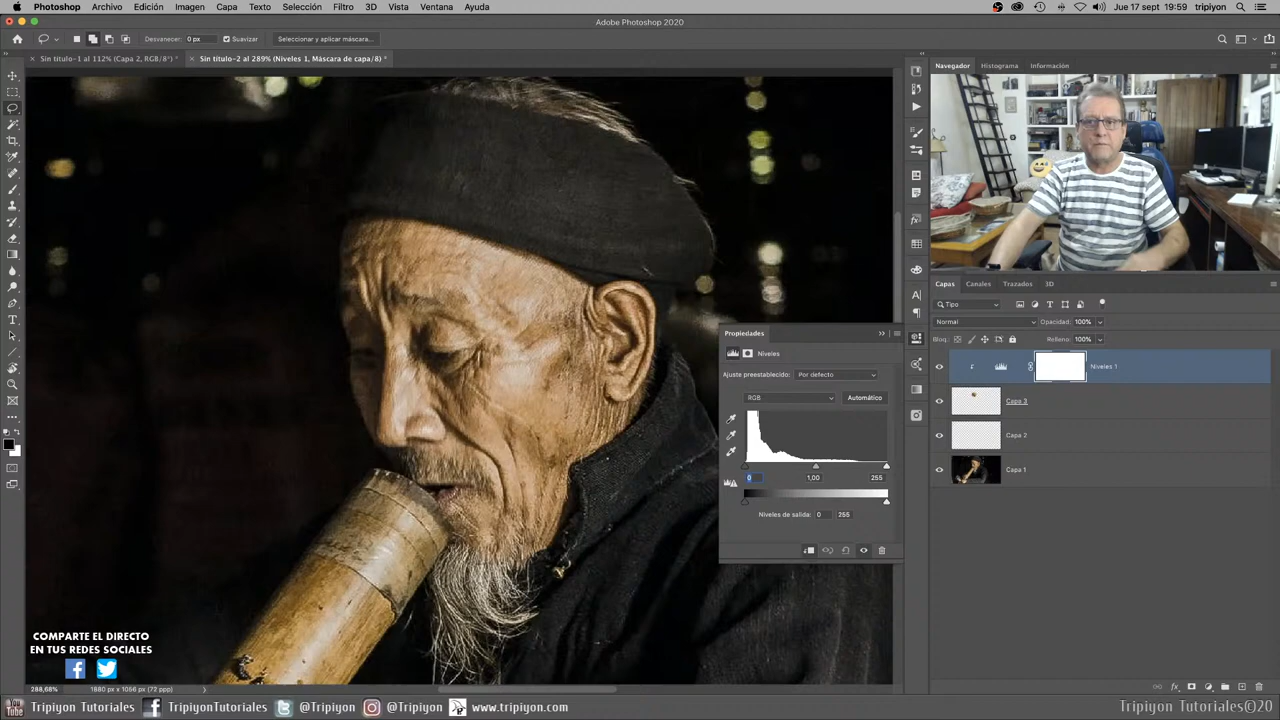 Photoshop Archivo Edición Imagen Capa Texto Selección Filtro 3D Vista Ventana Ayuda
Jue 17 sept 19:59 tripiyon
Adobe Photoshop 2020
Desvanecer: 0 px Suavizar Seleccionar y aplicar máscara...
Sin título-1 al 112% (Capa 2, RGB/8*) *
Sin título-2 al 289% (Niveles 1, Máscara de capa/8) *
Navegador Histograma Información
Propiedades
Niveles
Ajuste preestablecido: Por defecto
RGB Automático
0 1,00 255
Niveles de salida: 0 255
Capas Canales Trazados 3D
Tipo
Normal Opacidad: 100%
Bloq.: Relleno: 100%
Niveles 1
Capa 3
Capa 2
Capa 1
COMPARTE EL DIRECTO
EN TUS REDES SOCIALES
288,68% 1880 px x 1056 px (72 ppp)
Tripiyon Tutoriales TripiyonTutoriales @Tripiyon @Tripiyon www.tripiyon.com
Tripiyon Tutoriales©20